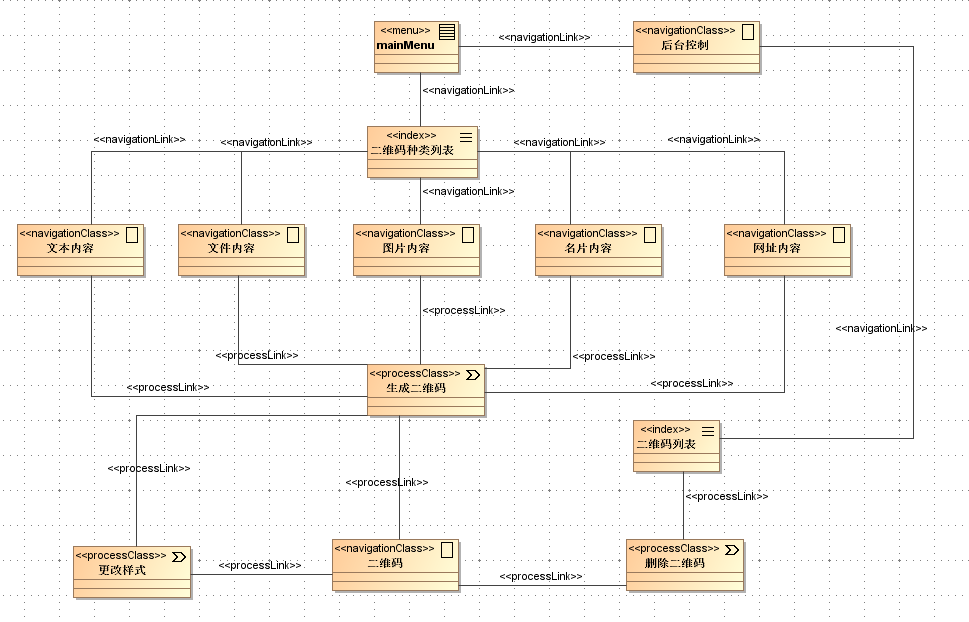 <<menu>>
mainMenu
<<navigationLink>>
<<navigationClass>>
后台控制
<<navigationLink>>
<<index>>
二维码种类列表
<<navigationLink>>
<<navigationLink>>
<<navigationLink>>
<<navigationLink>>
<<navigationLink>>
<<navigationClass>>
文本内容
<<navigationClass>>
文件内容
<<navigationClass>>
图片内容
<<navigationClass>>
名片内容
<<navigationClass>>
网址内容
<<processLink>>
<<navigationLink>>
<<processLink>>
<<processLink>>
<<processLink>>
<<processLink>>
<<processClass>>
生成二维码
<<index>>
二维码列表
<<processLink>>
<<processLink>>
<<processLink>>
<<processClass>>
更改样式
<<processLink>>
<<navigationClass>>
二维码
<<processLink>>
<<processClass>>
删除二维码